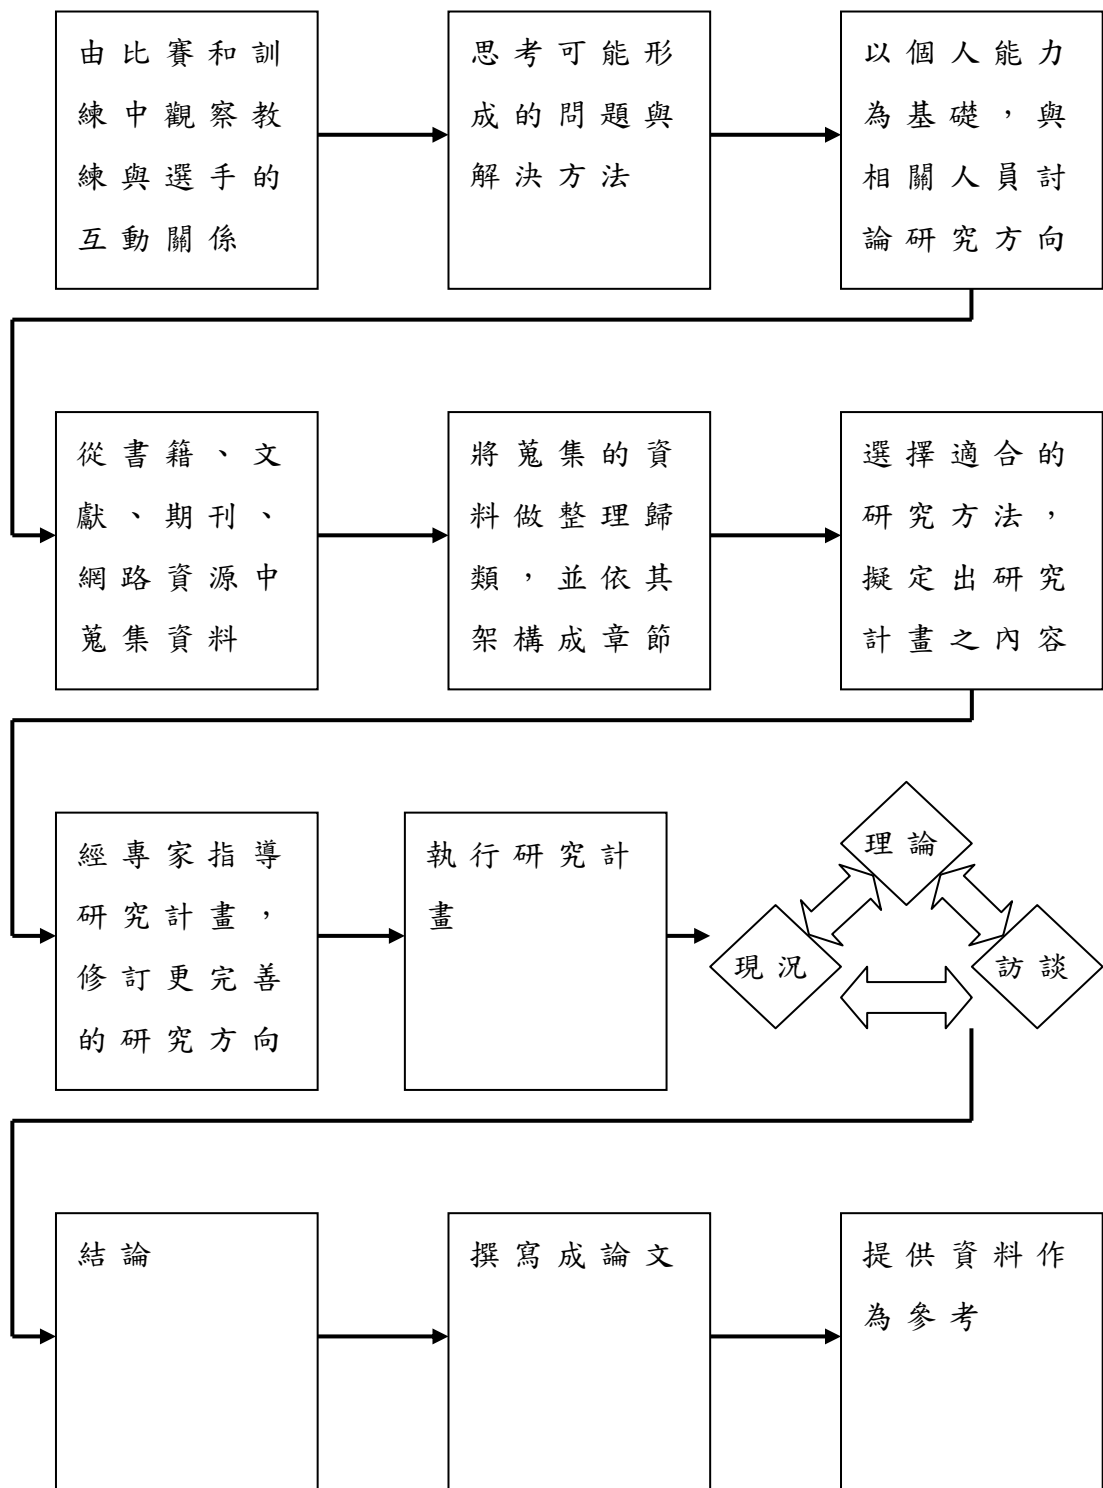 由比賽和訓
練中觀察教
練與選手的
互動關係
思考可能形
成的問題與
解決方法
以個人能力
為基礎，與
相關人員討
論研究方向
從書籍、文
獻、期刊、
網路資源中
蒐集資料
將蒐集的資
料做整理歸
類，並依其
架構成章節
選擇適合的
研究方法，
擬定出研究
計畫之內容
經專家指導
研究計畫，
修訂更完善
的研究方向
執行研究計
畫
理論
現況
訪談
結論
撰寫成論文
提供資料作
為參考